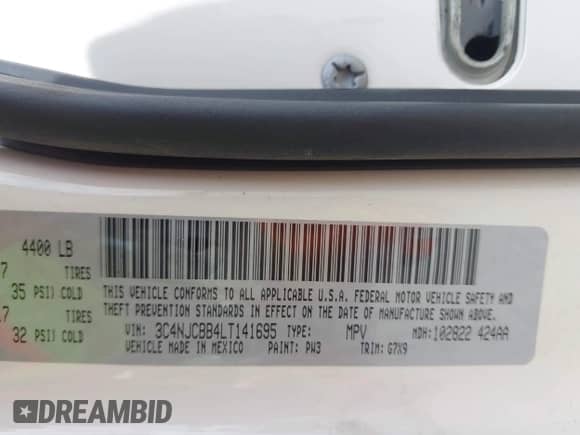 4400 LB
7 TIRES
35 PSI) COLD
17 TIRES
32 PSI) COLD
THIS VEHICLE CONFORMS TO ALL APPLICABLE U.S.A. FEDERAL MOTOR VEHICLE SAFETY AND
THEFT PREVENTION STANDARDS IN EFFECT ON THE DATE OF MANUFACTURE SHOWN ABOVE.
VIN: 3C4NJCBB4LT141695 TYPE: MPV MDH:102822 424AA
VEHICLE MADE IN MEXICO PAINT: PW3 TRIM: G7X9
DREAMBID